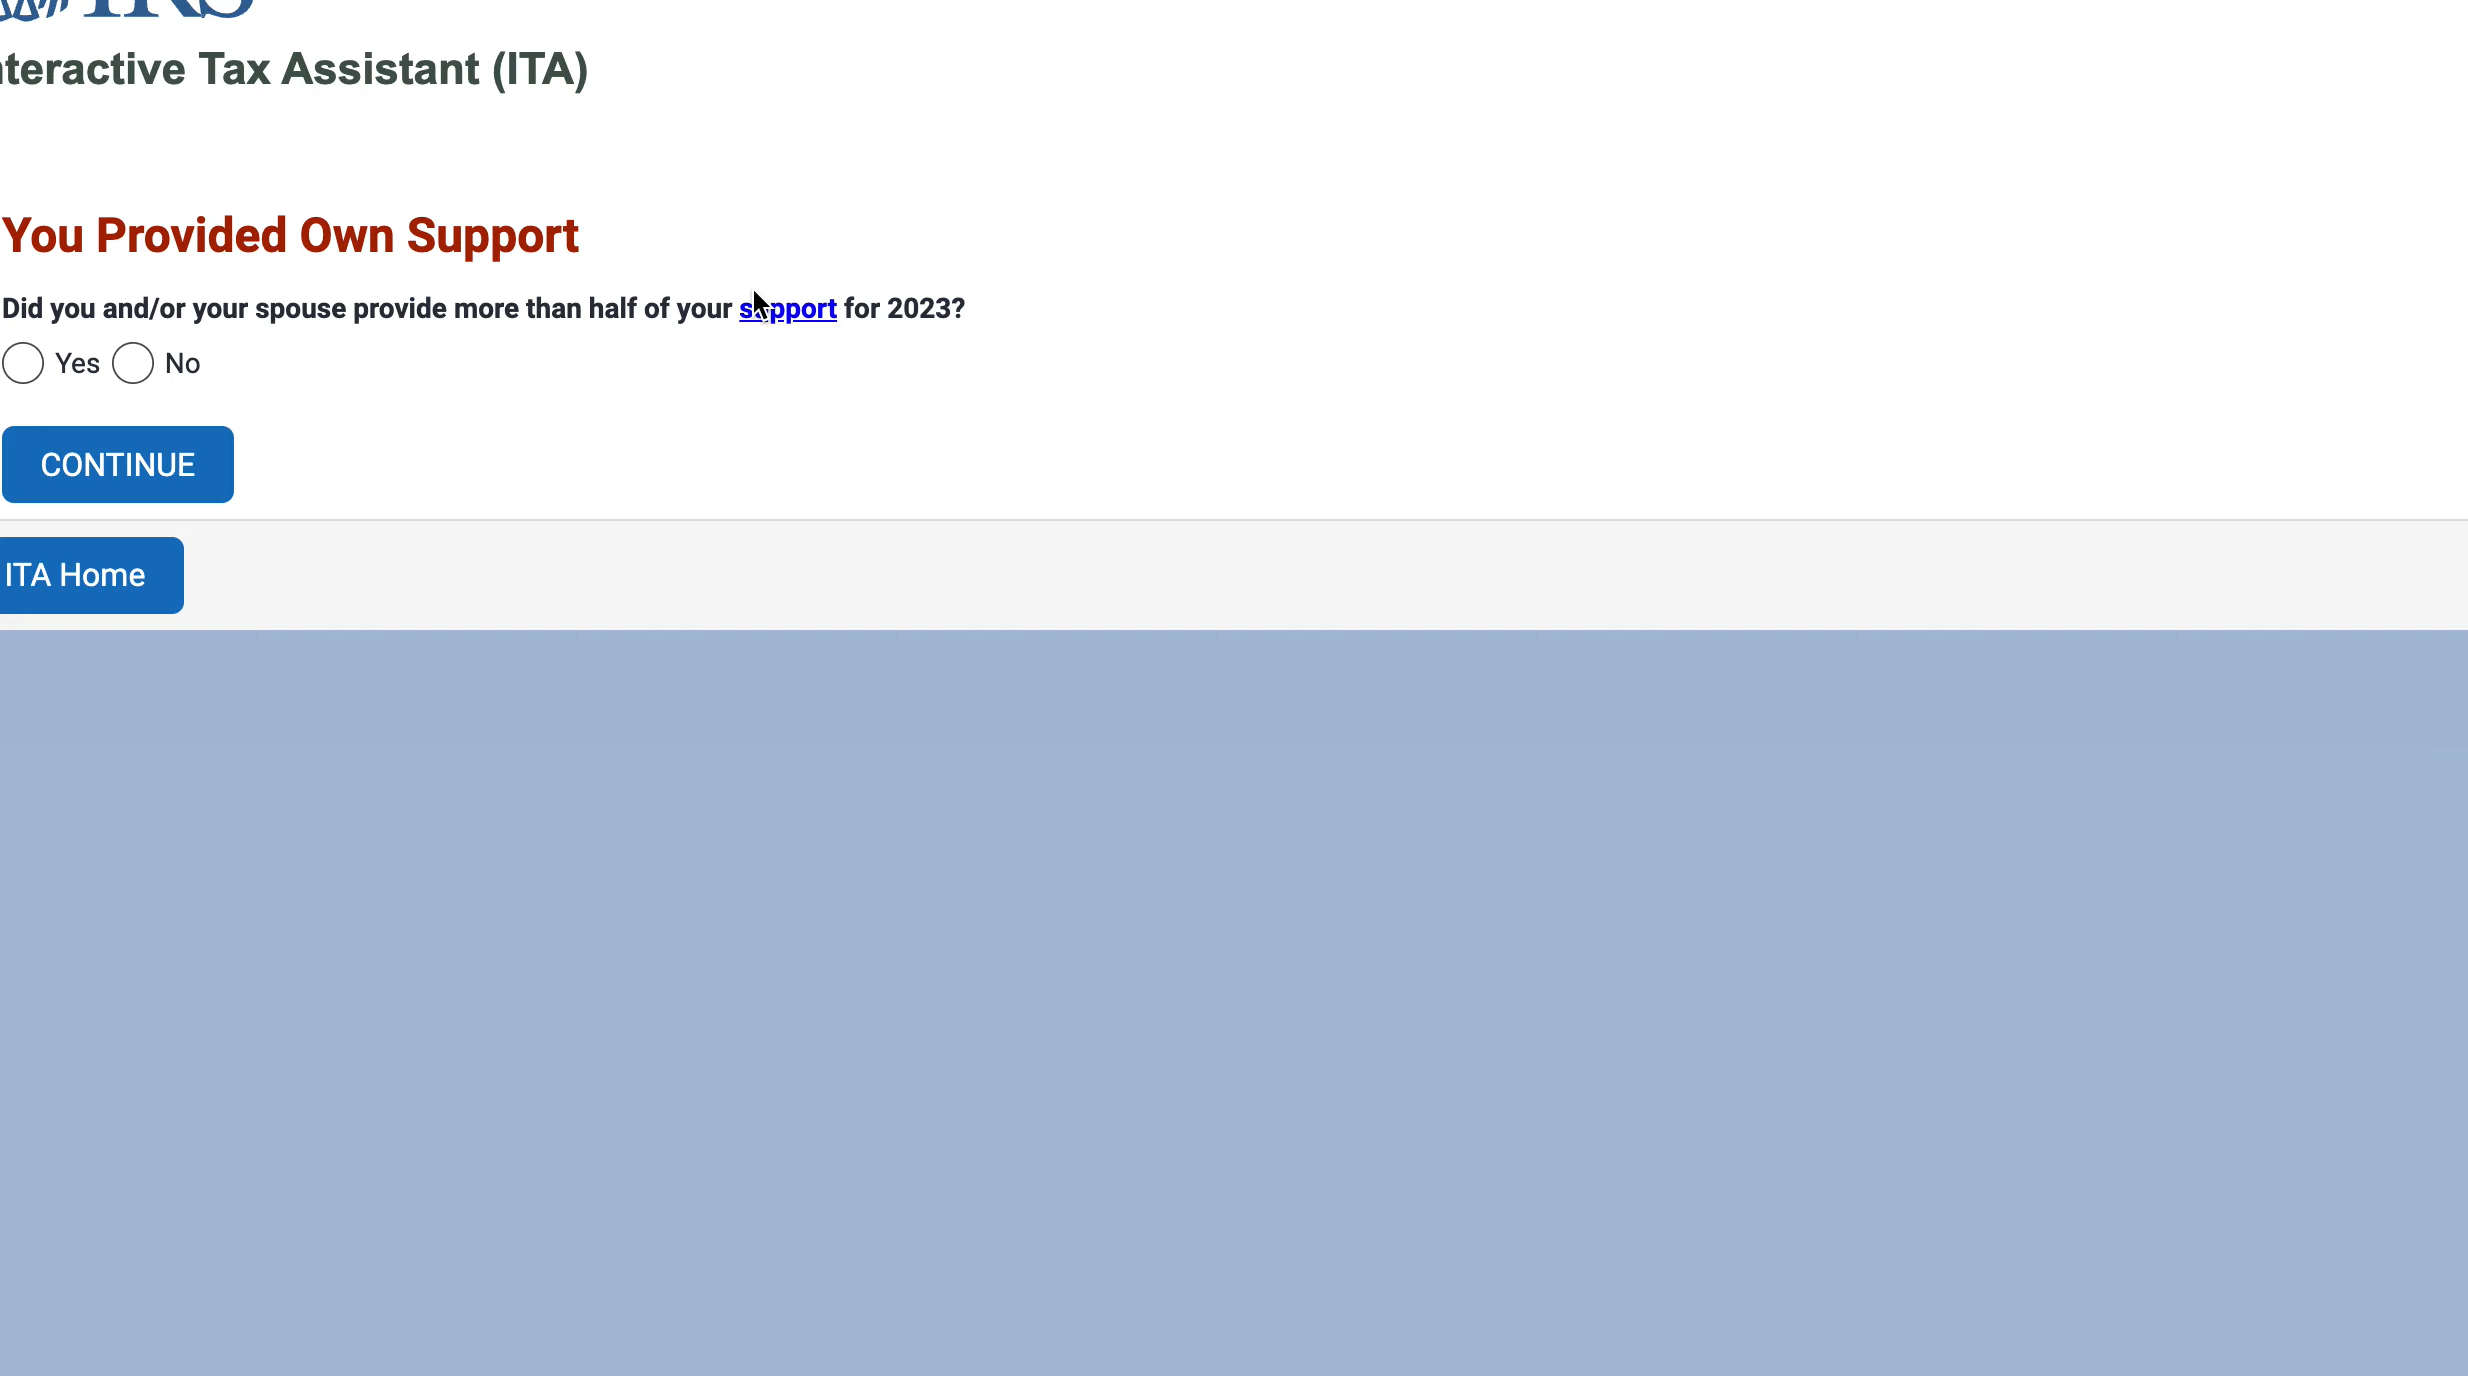 IRS
nteractive Tax Assistant (ITA)
You Provided Own Support
Did you and/or your spouse provide more than half of your support for 2023?
Yes No
CONTINUE
ITA Home